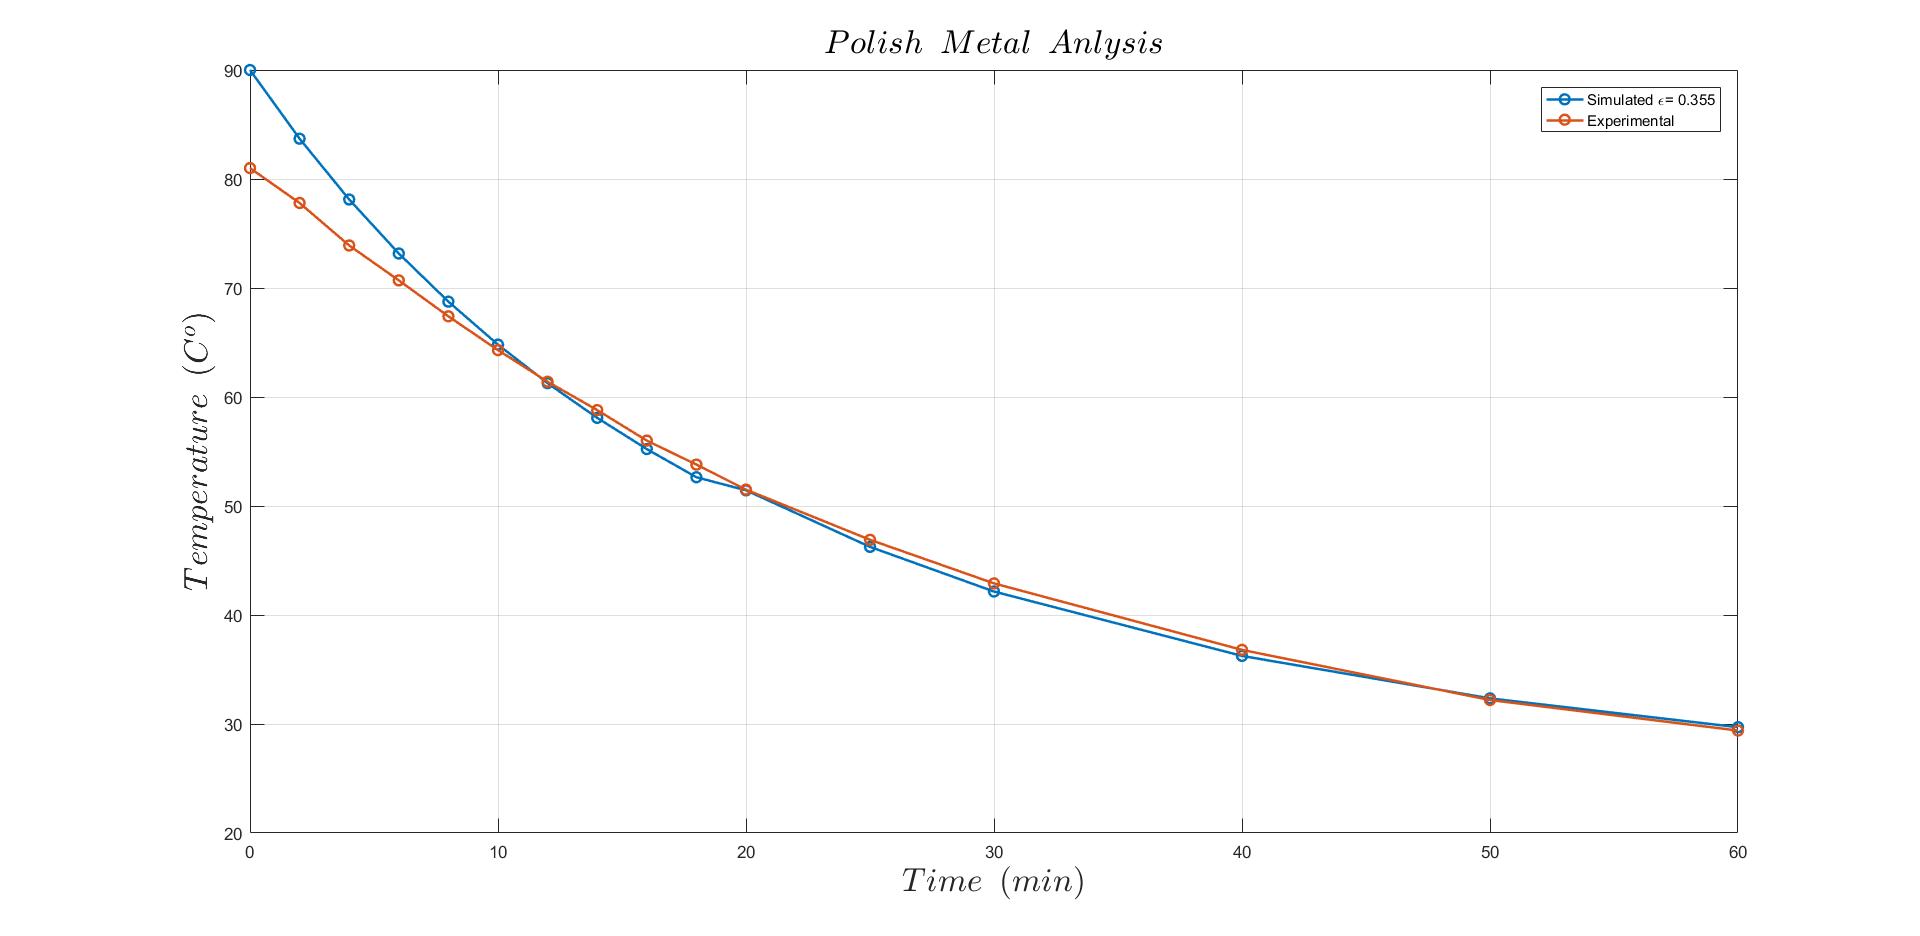 Polish Metal Anlysis
Simulated ϵ= 0.355
Experimental
Temperature (C°)
90
80
70
60
50
40
30
20
0 10 20 30 40 50 60
Time (min)